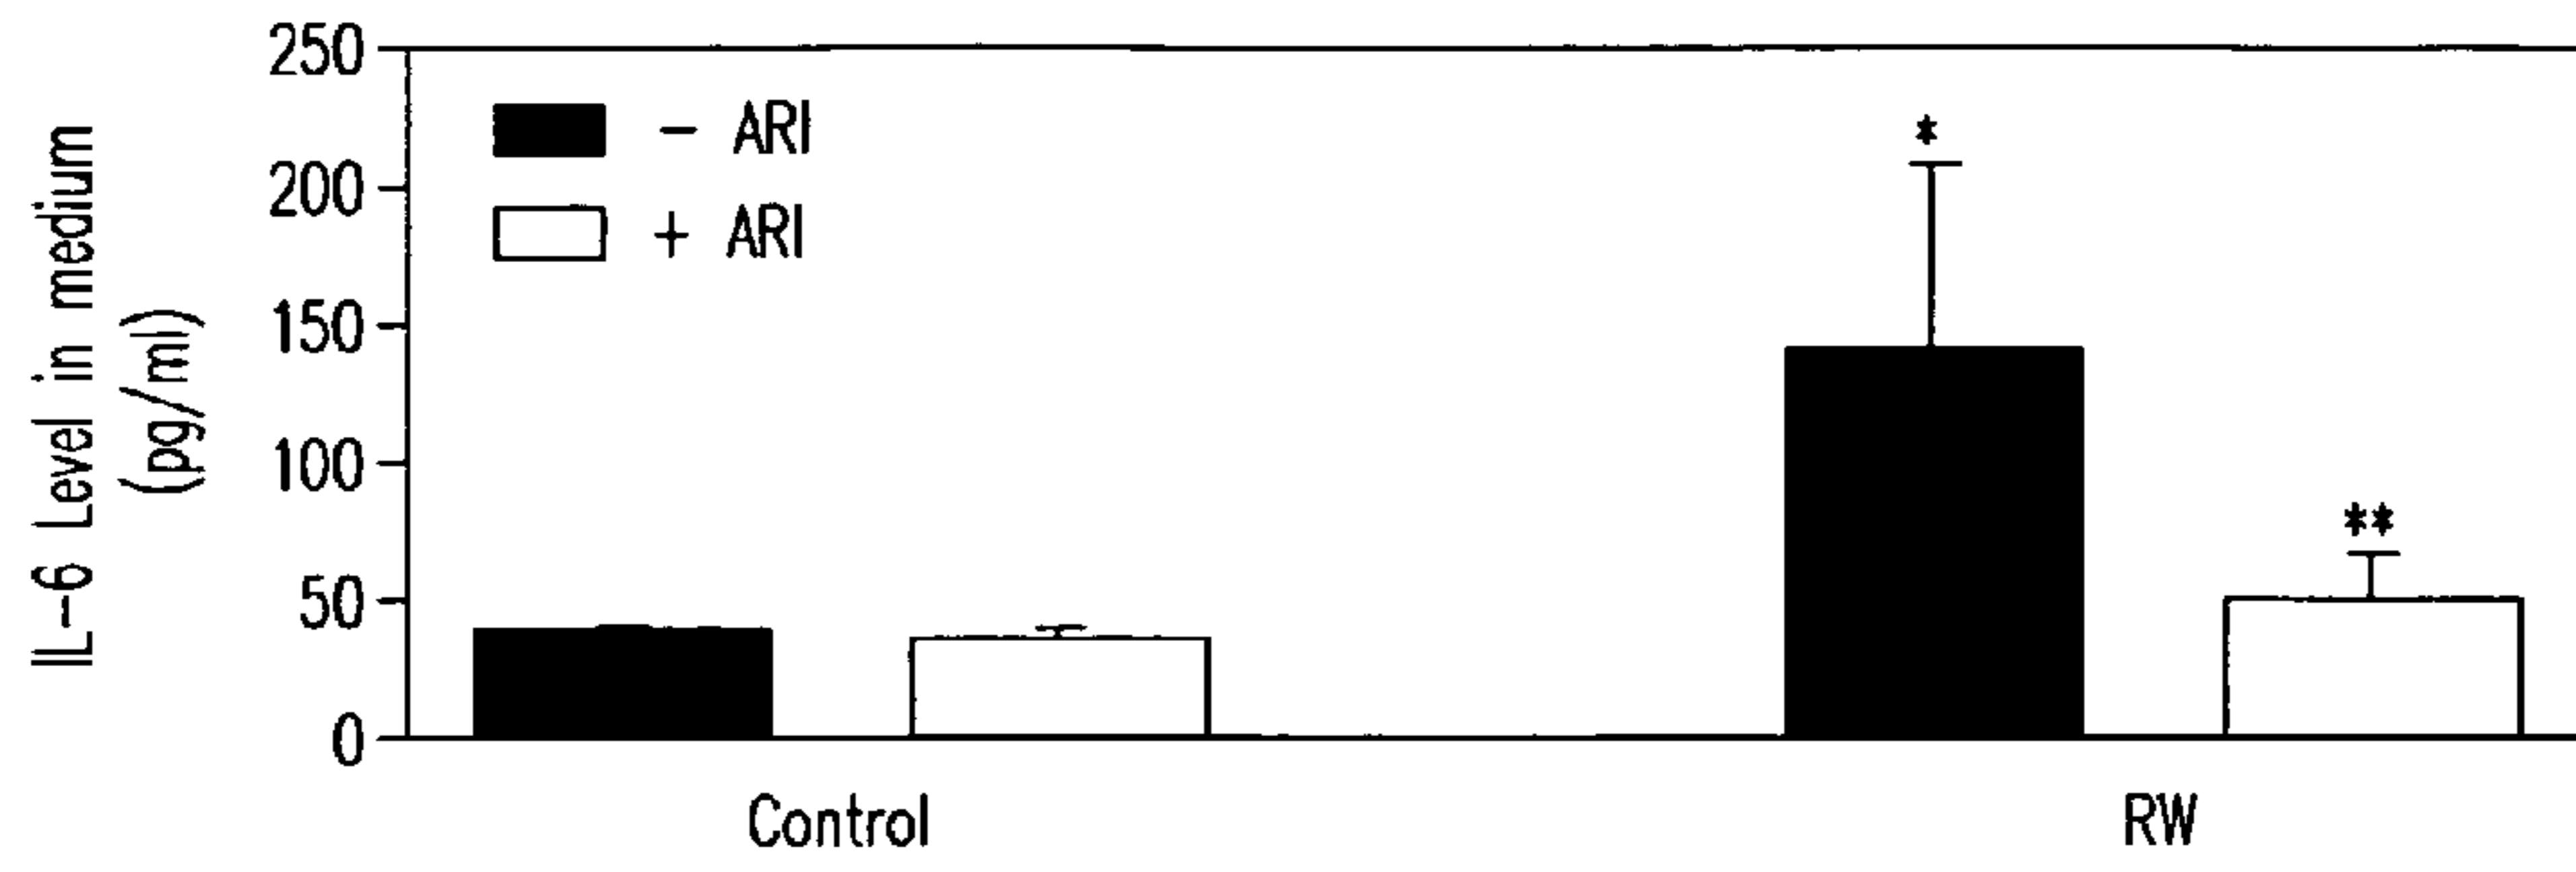 IL-6 Level in medium
(pg/ml)
250
200
150
100
50
0
- ARI
+ ARI
*
**
Control
RW